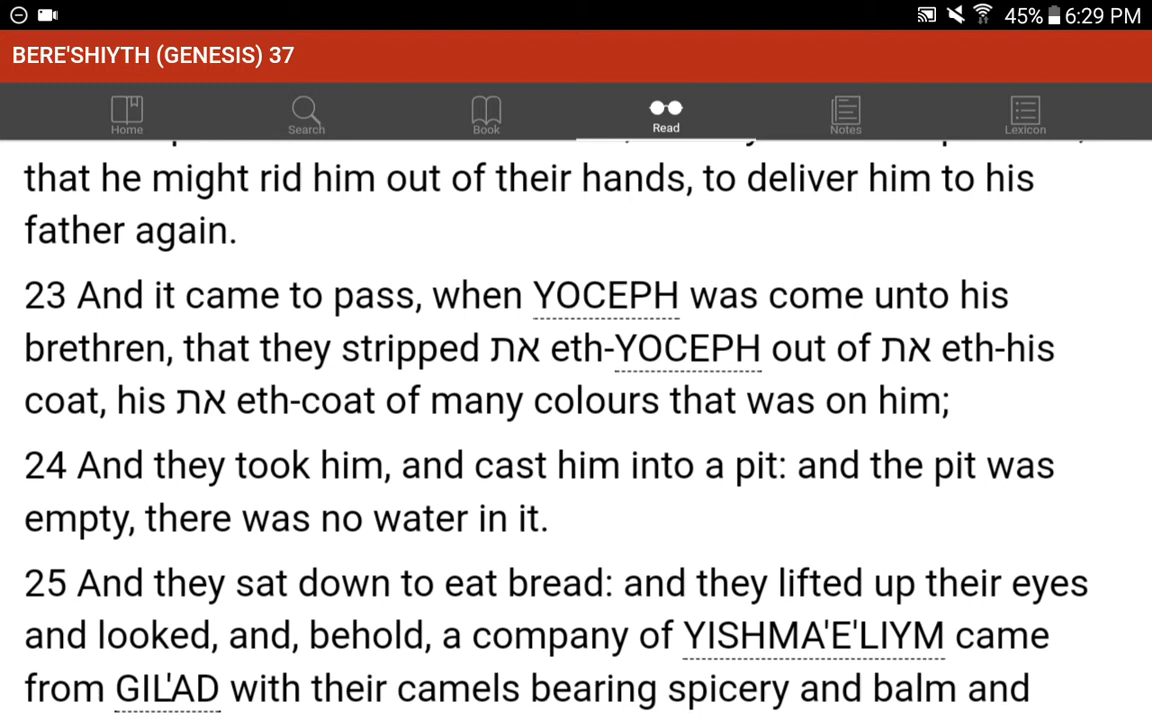 45% 6:29 PM
BERE'SHIYTH (GENESIS) 37
Home Search Book Read Notes Lexicon
that he might rid him out of their hands, to deliver him to his
father again.
23 And it came to pass, when YOCEPH was come unto his
brethren, that they stripped את eth-YOCEPH out of את eth-his
coat, his את eth-coat of many colours that was on him;
24 And they took him, and cast him into a pit: and the pit was
empty, there was no water in it.
25 And they sat down to eat bread: and they lifted up their eyes
and looked, and, behold, a company of YISHMA'E'LIYM came
from GIL'AD with their camels bearing spicery and balm and